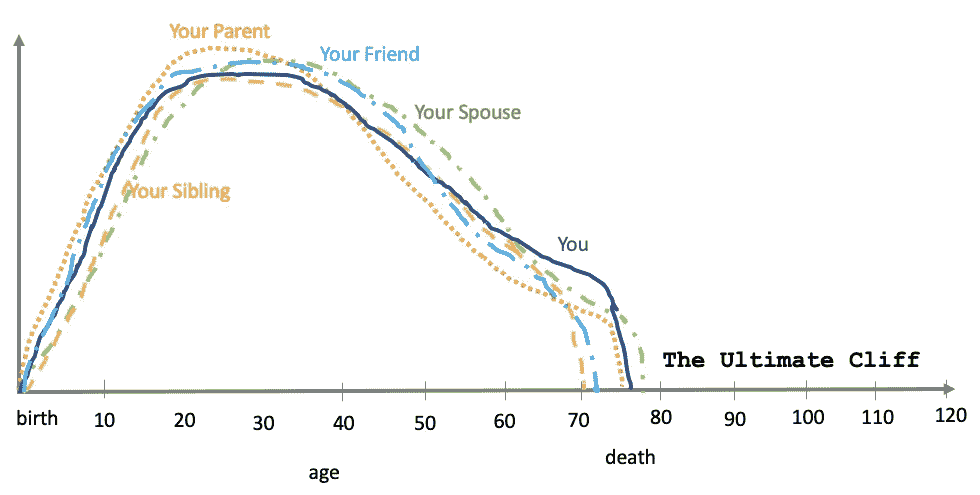 Your Parent
Your Friend
Your Spouse
Your Sibling
You
The Ultimate Cliff
birth 10 20 30 40 50 60 70 80 90 100 110 120
death
age